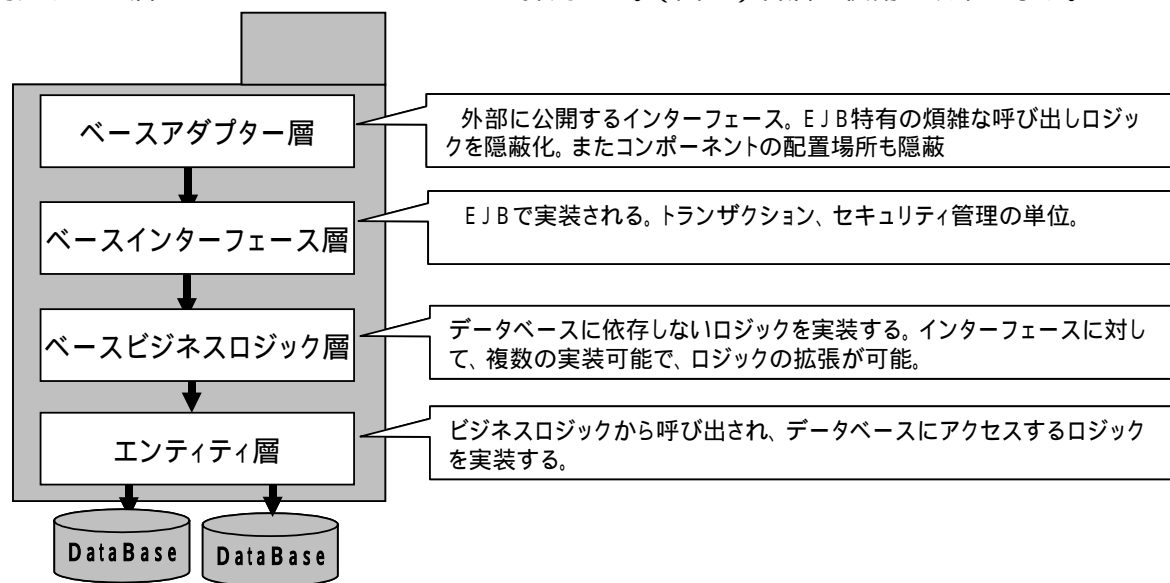 ベースアダプター層
外部に公開するインターフェース。EJB特有の煩雑な呼び出しロジッ
クを隠蔽化。またコンポーネントの配置場所も隠蔽
ベースインターフェース層
EJBで実装される。トランザクション、セキュリティ管理の単位。
ベースビジネスロジック層
データベースに依存しないロジックを実装する。インターフェースに対し
て、複数の実装可能で、ロジックの拡張が可能。
エンティティ層
ビジネスロジックから呼び出され、データベースにアクセスするロジック
を実装する。
DataBase
DataBase